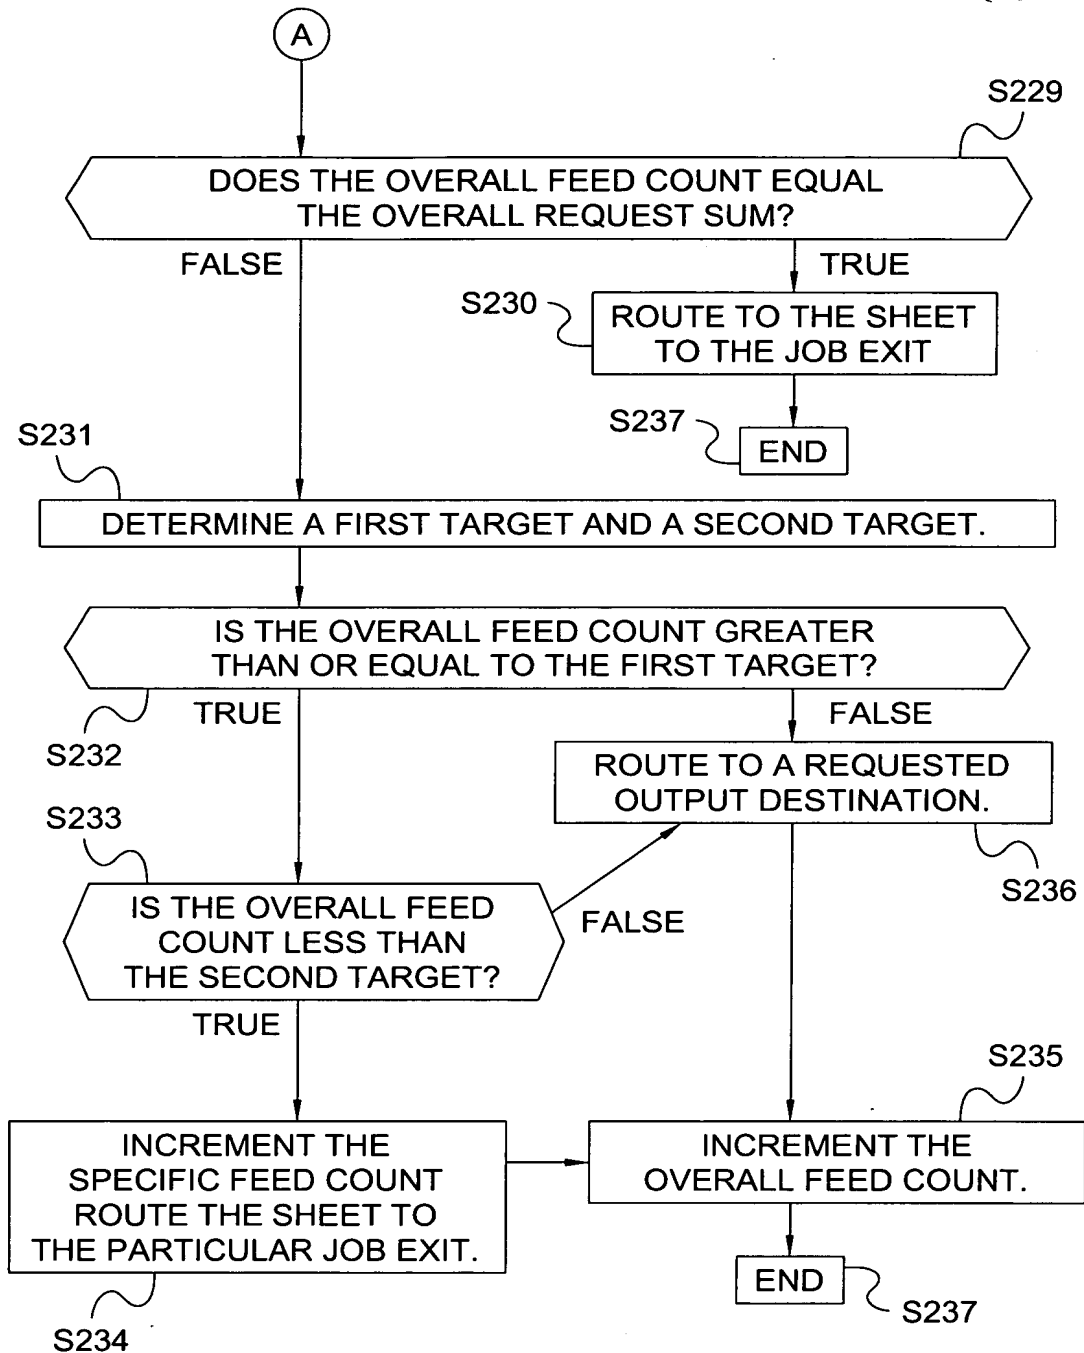 A
S229
DOES THE OVERALL FEED COUNT EQUAL
THE OVERALL REQUEST SUM?
FALSE
TRUE
S230
ROUTE TO THE SHEET
TO THE JOB EXIT
S237
END
S231
DETERMINE A FIRST TARGET AND A SECOND TARGET.
IS THE OVERALL FEED COUNT GREATER
THAN OR EQUAL TO THE FIRST TARGET?
S232
TRUE
FALSE
ROUTE TO A REQUESTED
OUTPUT DESTINATION.
S236
S233
IS THE OVERALL FEED
COUNT LESS THAN
THE SECOND TARGET?
FALSE
TRUE
S235
INCREMENT THE
SPECIFIC FEED COUNT
ROUTE THE SHEET TO
THE PARTICULAR JOB EXIT.
S234
INCREMENT THE
OVERALL FEED COUNT.
END
S237